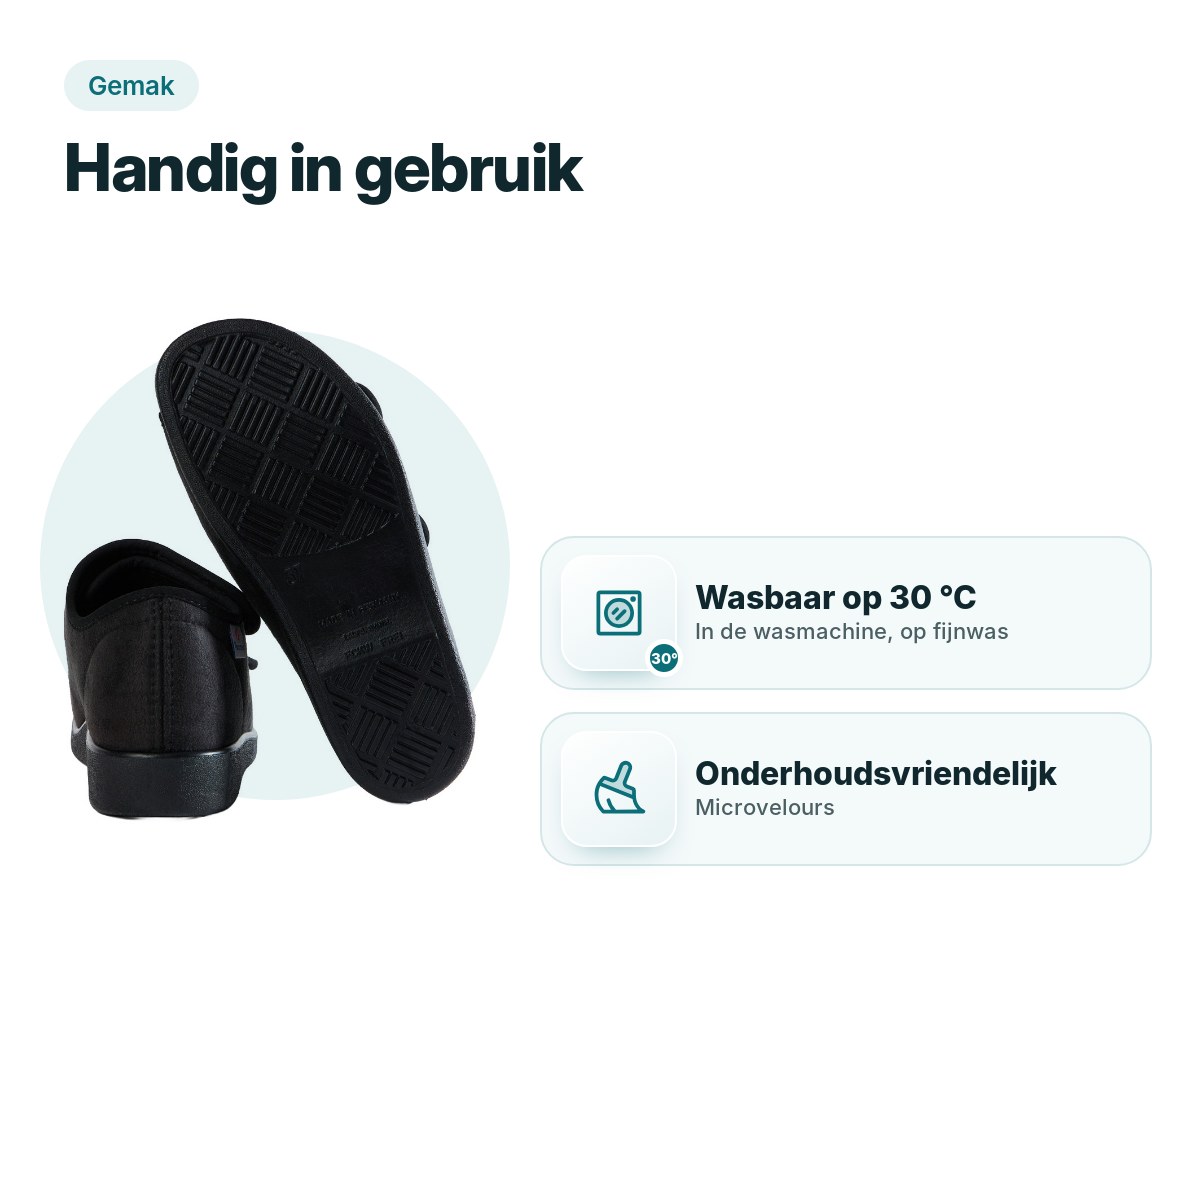 Gemak
Handig in gebruik
Wasbaar op 30 °C
In de wasmachine, op fijnwas
30°
Onderhoudsvriendelijk
Microvelours